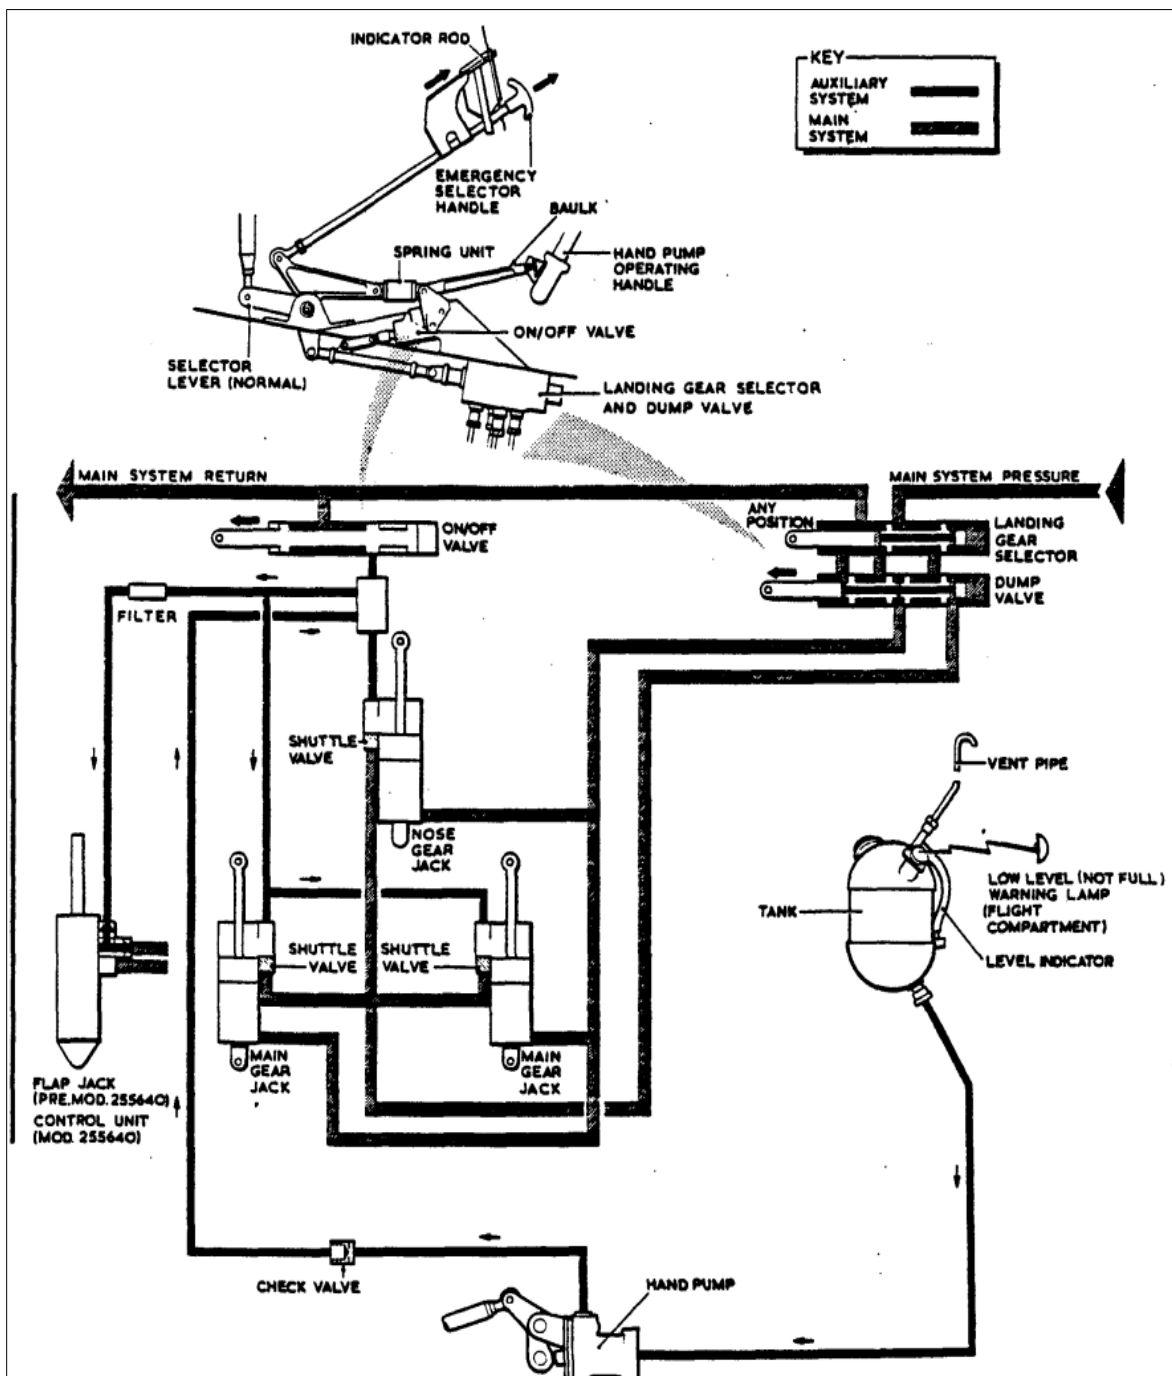 INDICATOR ROD
KEY
AUXILIARY
SYSTEM
MAIN
SYSTEM
EMERGENCY
SELECTOR
HANDLE
BAULK
SPRING UNIT
HAND PUMP
OPERATING
HANDLE
ON/OFF VALVE
SELECTOR
LEVER (NORMAL)
LANDING GEAR SELECTOR
AND DUMP VALVE
MAIN SYSTEM RETURN
MAIN SYSTEM PRESSURE
ANY
POSITION
ON/OFF
VALVE
LANDING
GEAR
SELECTOR
DUMP
VALVE
FILTER
SHUTTLE
VALVE
VENT PIPE
NOSE
GEAR
JACK
LOW LEVEL (NOT FULL)
WARNING LAMP
(FLIGHT
COMPARTMENT)
TANK
LEVEL INDICATOR
SHUTTLE
VALVE
SHUTTLE
VALVE
MAIN
GEAR
JACK
MAIN
GEAR
JACK
FLAP JACK
(PRE.MOD. 255640)
CONTROL UNIT
(MOD. 255640)
CHECK VALVE
HAND PUMP